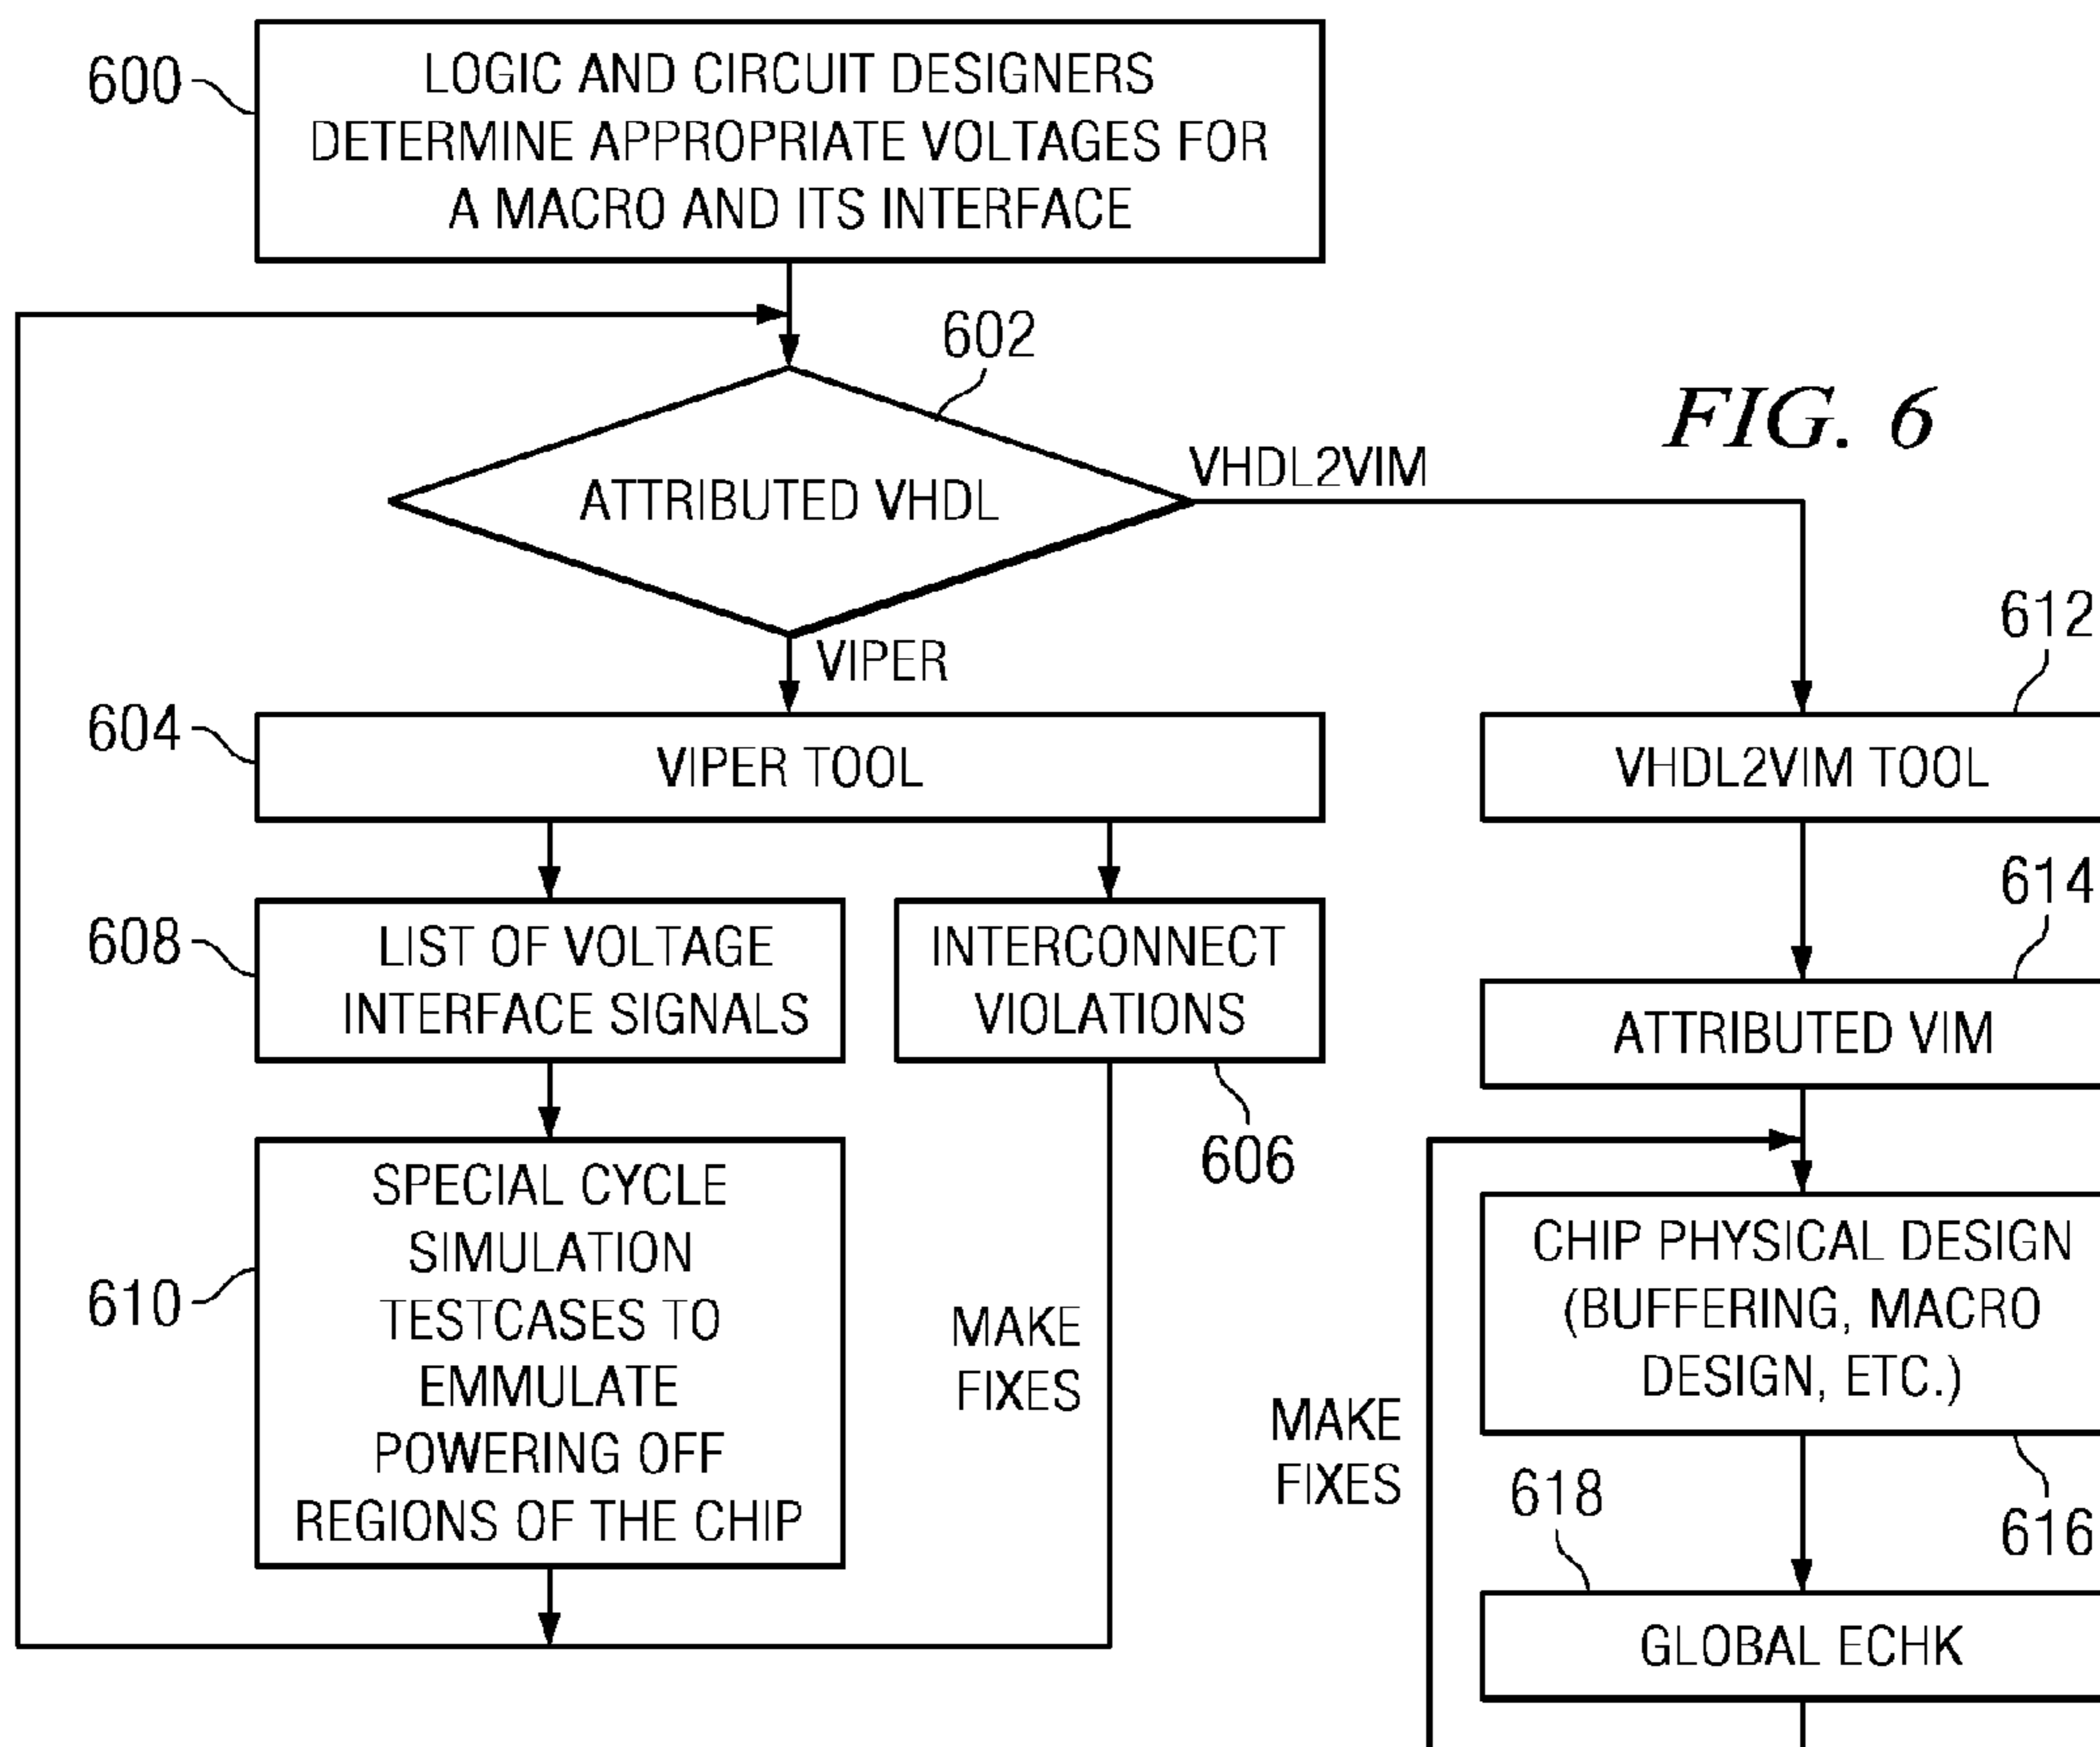 600
LOGIC AND CIRCUIT DESIGNERS
DETERMINE APPROPRIATE VOLTAGES FOR
A MACRO AND ITS INTERFACE
602
FIG. 6
ATTRIBUTED VHDL
VHDL2VIM
VIPER
604
VIPER TOOL
608
LIST OF VOLTAGE
INTERFACE SIGNALS
INTERCONNECT
VIOLATIONS
606
610
SPECIAL CYCLE
SIMULATION
TESTCASES TO
EMMULATE
POWERING OFF
REGIONS OF THE CHIP
MAKE
FIXES
612
VHDL2VIM TOOL
614
ATTRIBUTED VIM
CHIP PHYSICAL DESIGN
(BUFFERING, MACRO
DESIGN, ETC.)
616
MAKE
FIXES
618
GLOBAL ECHK